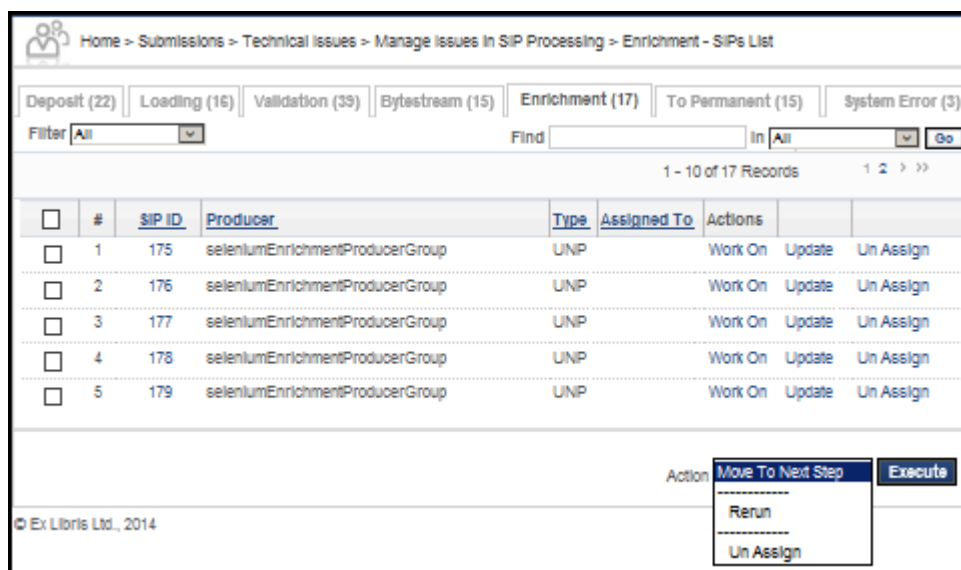 Home > Submissions > Technical Issues > Manage Issues in SIP Processing > Enrichment - SIPs List
Deposit (22) Loading (16) Validation (39) Bytestream (15) Enrichment (17) To Permanent (15) System Error (3)
Filter All Find In All Go
1 - 10 of 17 Records 1 2 > >>
# SIP ID Producer Type Assigned To Actions
1 175 seleniumEnrichmentProducerGroup UNP Work On Update Un Assign
2 176 seleniumEnrichmentProducerGroup UNP Work On Update Un Assign
3 177 seleniumEnrichmentProducerGroup UNP Work On Update Un Assign
4 178 seleniumEnrichmentProducerGroup UNP Work On Update Un Assign
5 179 seleniumEnrichmentProducerGroup UNP Work On Update Un Assign
Action Move To Next Step Execute
------------
Rerun
------------
Un Assign
© Ex Libris Ltd., 2014